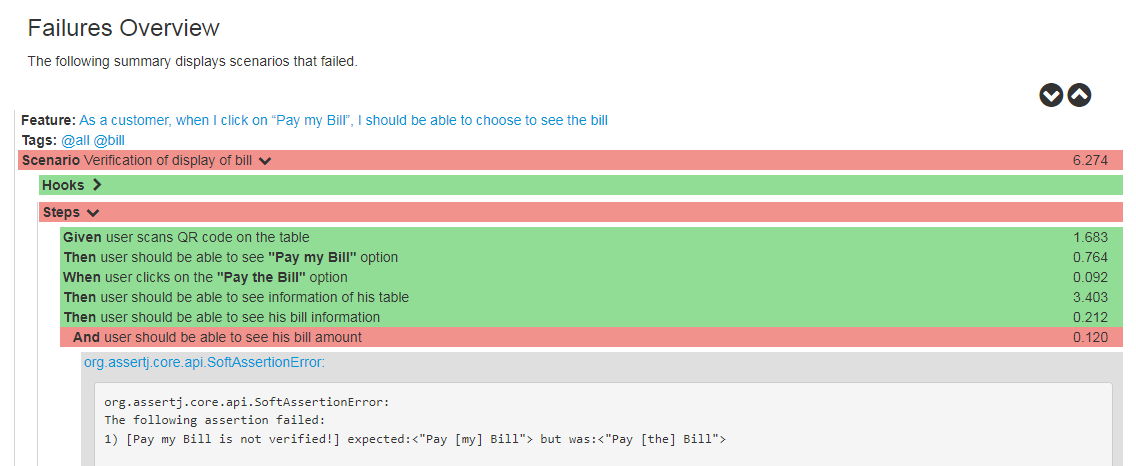 Failures Overview
The following summary displays scenarios that failed.
Feature: As a customer, when I click on “Pay my Bill”, I should be able to choose to see the bill
Tags: @all @bill
Scenario Verification of display of bill 6.274
Hooks
Steps
Given user scans QR code on the table 1.683
Then user should be able to see "Pay my Bill" option 0.764
When user clicks on the "Pay the Bill" option 0.092
Then user should be able to see information of his table 3.403
Then user should be able to see his bill information 0.212
And user should be able to see his bill amount 0.120
org.assertj.core.api.SoftAssertionError:
org.assertj.core.api.SoftAssertionError:
The following assertion failed:
1) [Pay my Bill is not verified!] expected:<"Pay [my] Bill"> but was:<"Pay [the] Bill">